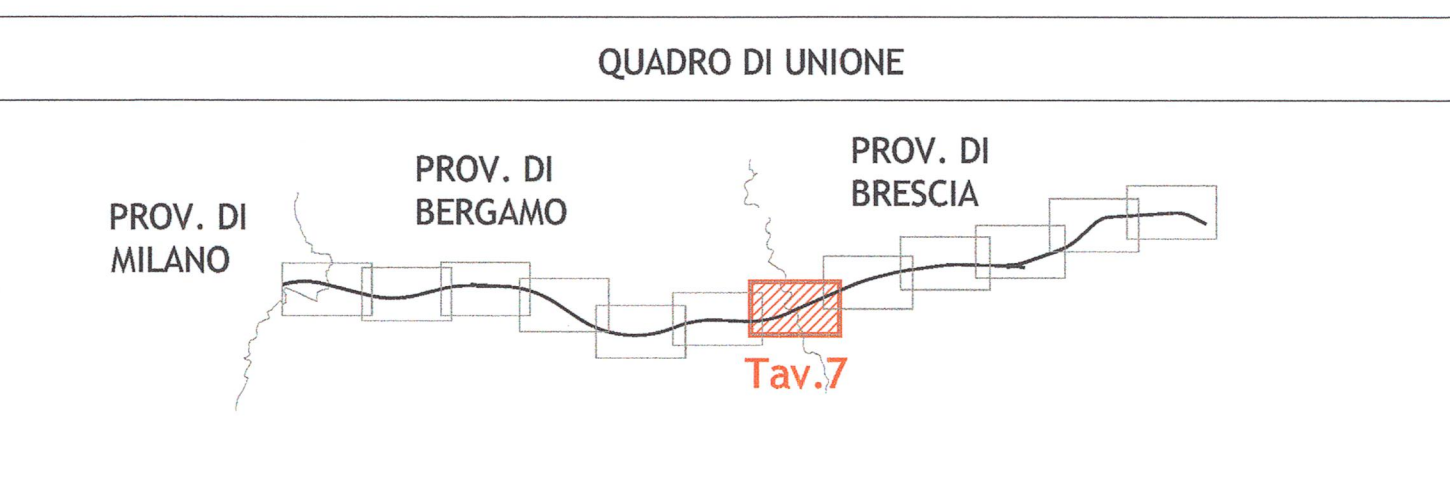 QUADRO DI UNIONE
PROV. DI
MILANO
PROV. DI
BERGAMO
PROV. DI
BRESCIA
Tav.7